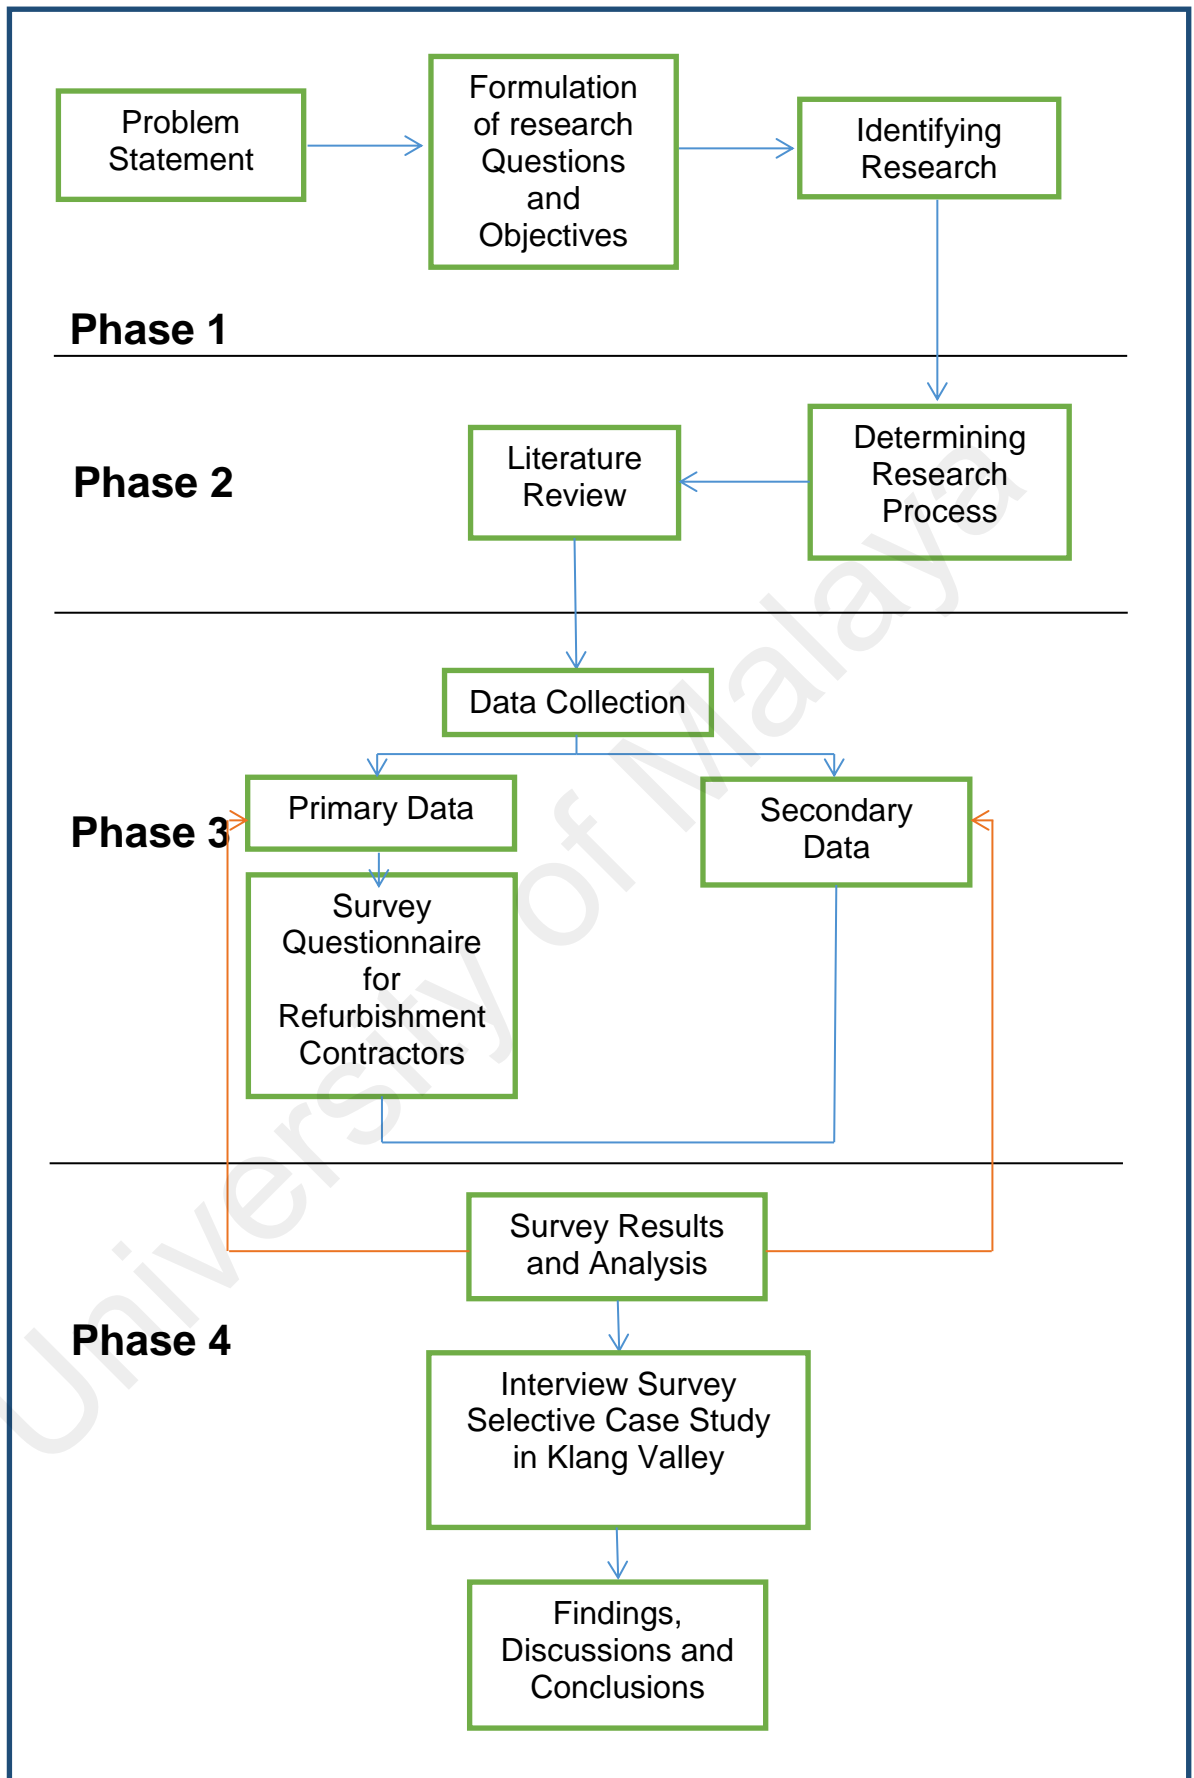 Problem
Statement
Formulation
of research
Questions
and
Objectives
Identifying
Research
Phase 1
Phase 2
Literature
Review
Determining
Research
Process
Data Collection
Phase 3
Primary Data
Secondary
Data
Survey
Questionnaire
for
Refurbishment
Contractors
Survey Results
and Analysis
Phase 4
Interview Survey
Selective Case Study
in Klang Valley
Findings,
Discussions and
Conclusions
University of Malaya